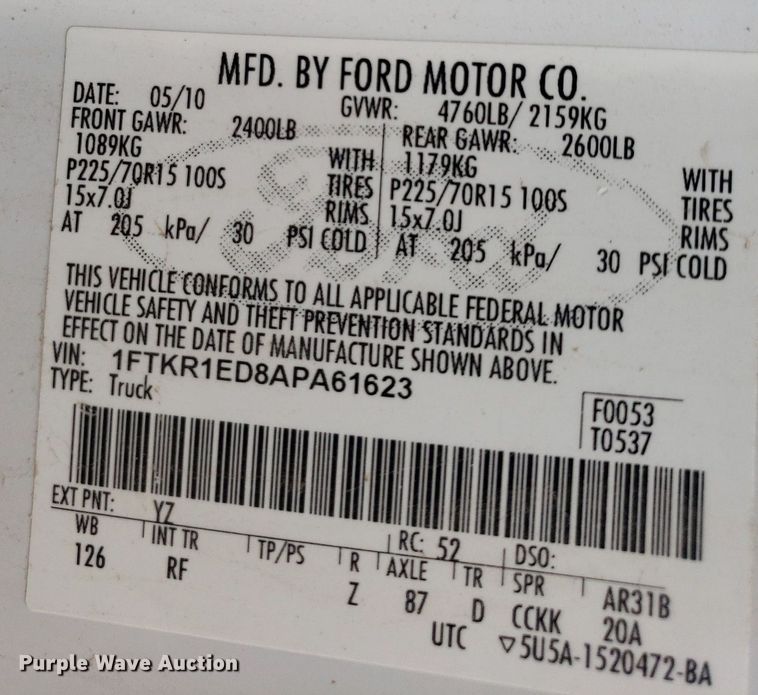 MFD. BY FORD MOTOR CO.
DATE: 05/10 GVWR: 4760LB/ 2159KG
FRONT GAWR: 2400LB REAR GAWR: 2600LB
1089KG WITH 1179KG WITH
P225/70R15 100S TIRES P225/70R15 100S TIRES
15x7.0J RIMS 15x7.0J RIMS
AT 205 kPa/ 30 PSI COLD AT 205 kPa/ 30 PSI COLD
THIS VEHICLE CONFORMS TO ALL APPLICABLE FEDERAL MOTOR
VEHICLE SAFETY AND THEFT PREVENTION STANDARDS IN
EFFECT ON THE DATE OF MANUFACTURE SHOWN ABOVE.
VIN: 1FTKR1ED8APA61623
TYPE: Truck
F0053
T0537
EXT PNT: YZ RC: 52 DSO:
WB INT TR TP/PS R AXLE TR SPR AR31B
126 RF Z 87 D CCKK 20A
UTC ▽5U5A-1520472-BA
Ford
Purple Wave Auction